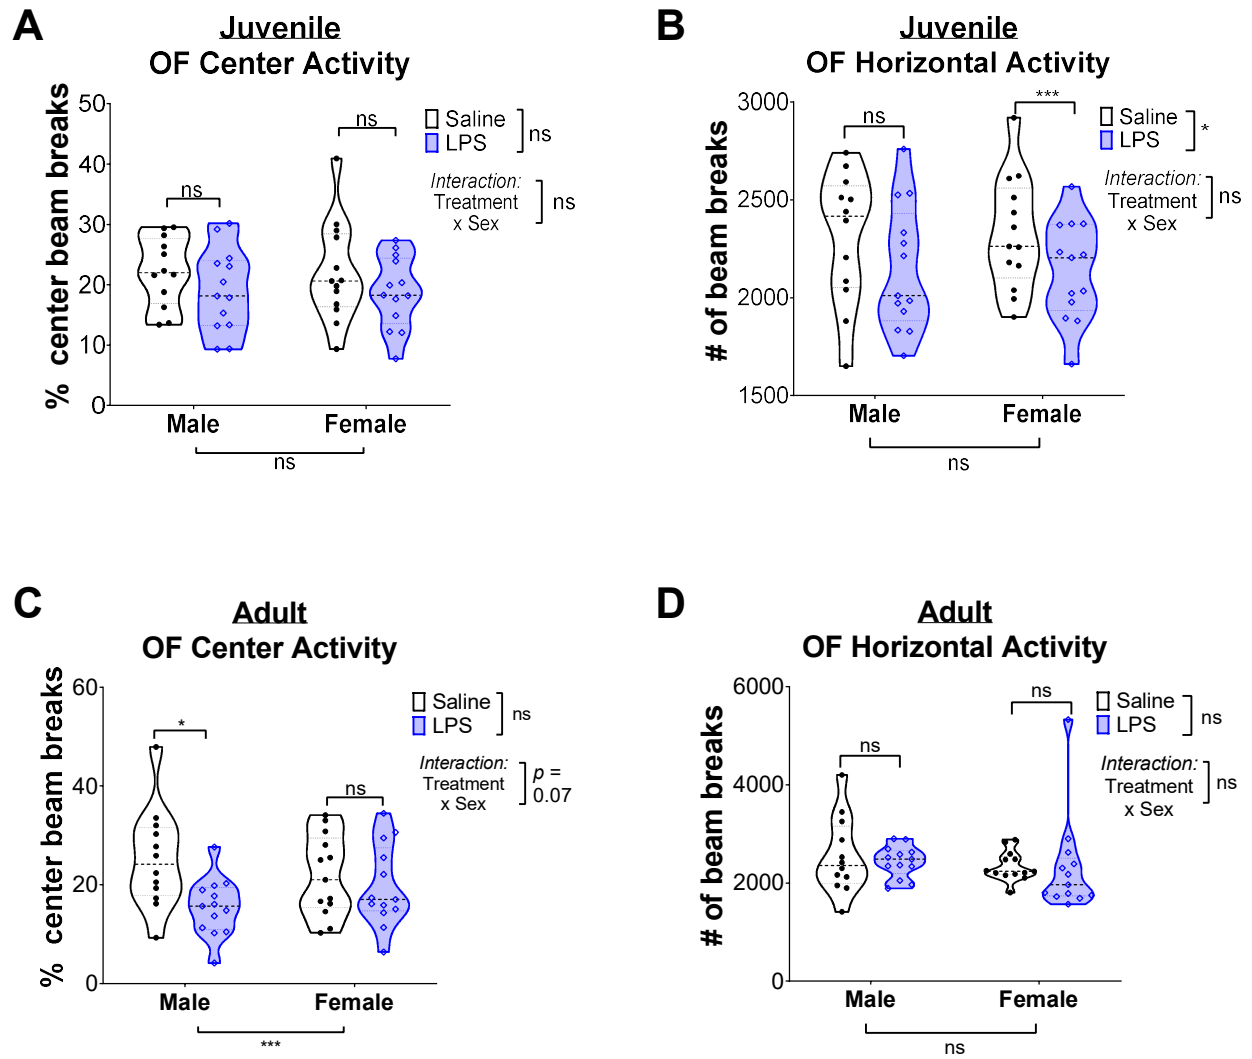 A
Juvenile
OF Center Activity
% center beam breaks
50
40
30
20
10
0
ns
ns
Saline
LPS
ns
Interaction:
Treatment
x Sex
ns
Male
Female
ns
B
Juvenile
OF Horizontal Activity
# of beam breaks
3000
2500
2000
1500
ns
***
Saline
LPS
*
Interaction:
Treatment
x Sex
ns
Male
Female
ns
C
Adult
OF Center Activity
% center beam breaks
60
40
20
0
*
ns
Saline
LPS
ns
Interaction:
Treatment
x Sex
p =
0.07
Male
Female
***
D
Adult
OF Horizontal Activity
# of beam breaks
6000
4000
2000
0
ns
ns
Saline
LPS
ns
Interaction:
Treatment
x Sex
ns
Male
Female
ns